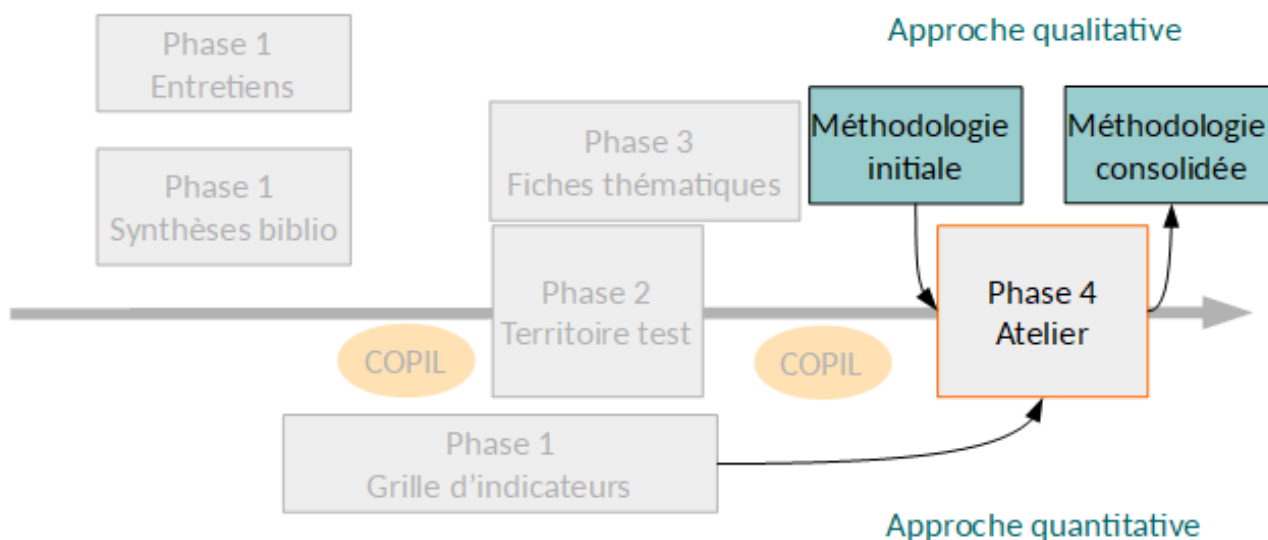 Approche qualitative
Phase 1
Entretiens
Méthodologie
initiale
Méthodologie
consolidée
Phase 3
Fiches thématiques
Phase 1
Synthèses biblio
Phase 2
Territoire test
Phase 4
Atelier
COPIL
COPIL
Phase 1
Grille d’indicateurs
Approche quantitative